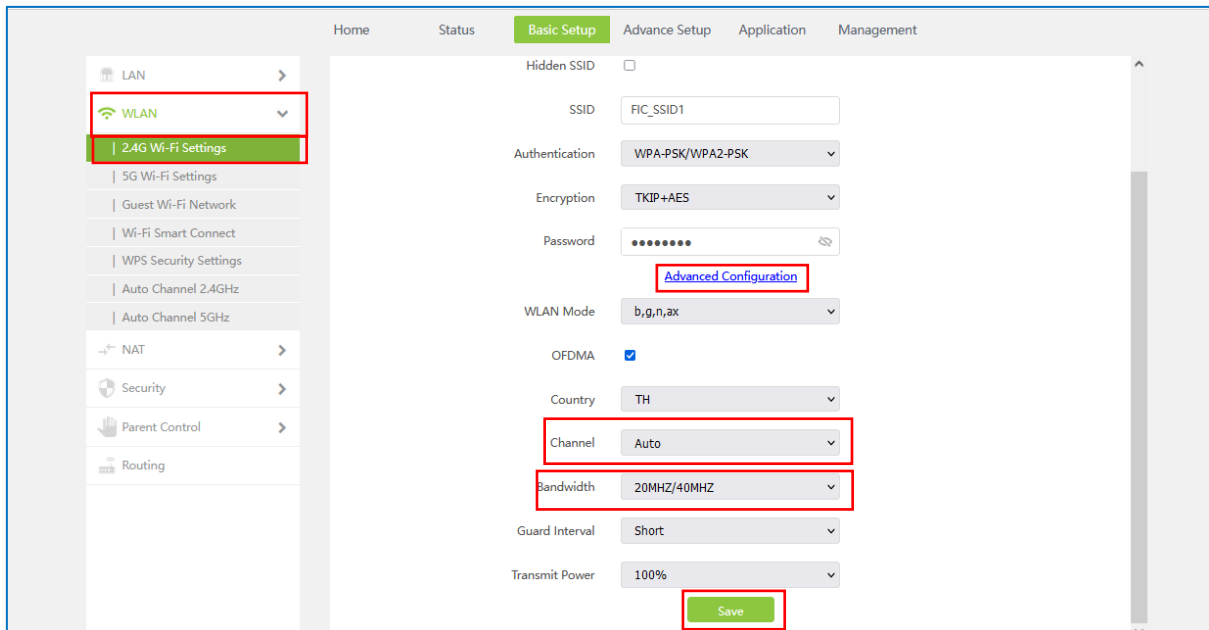 Home Status Basic Setup Advance Setup Application Management
LAN
WLAN
| 2.4G Wi-Fi Settings
| 5G Wi-Fi Settings
| Guest Wi-Fi Network
| Wi-Fi Smart Connect
| WPS Security Settings
| Auto Channel 2.4GHz
| Auto Channel 5GHz
NAT
Security
Parent Control
Routing
Hidden SSID
SSID FIC_SSID1
Authentication WPA-PSK/WPA2-PSK
Encryption TKIP+AES
Password ●●●●●●●●
Advanced Configuration
WLAN Mode b,g,n,ax
OFDMA
Country TH
Channel Auto
Bandwidth 20MHZ/40MHZ
Guard Interval Short
Transmit Power 100%
Save